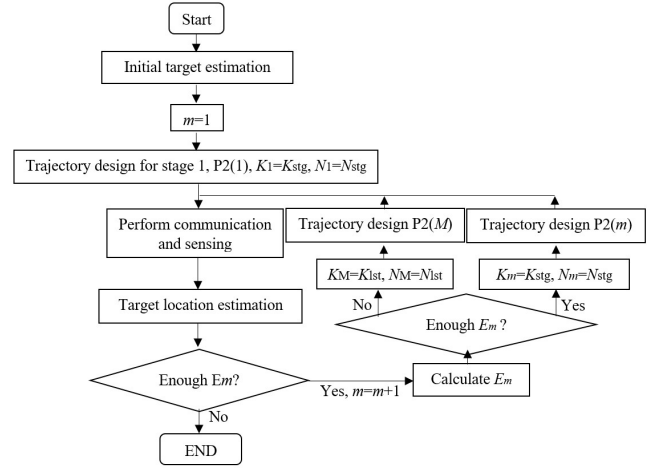 Start
Initial target estimation
m=1
Trajectory design for stage 1, P2(1), K1=Kstg, N1=Nstg
Perform communication
and sensing
Trajectory design P2(M)
Trajectory design P2(m)
KM=Klst, NM=Nlst
Km=Kstg, Nm=Nstg
Target location estimation
No
Yes
Enough Em ?
Enough Em?
Yes, m=m+1
Calculate Em
No
END